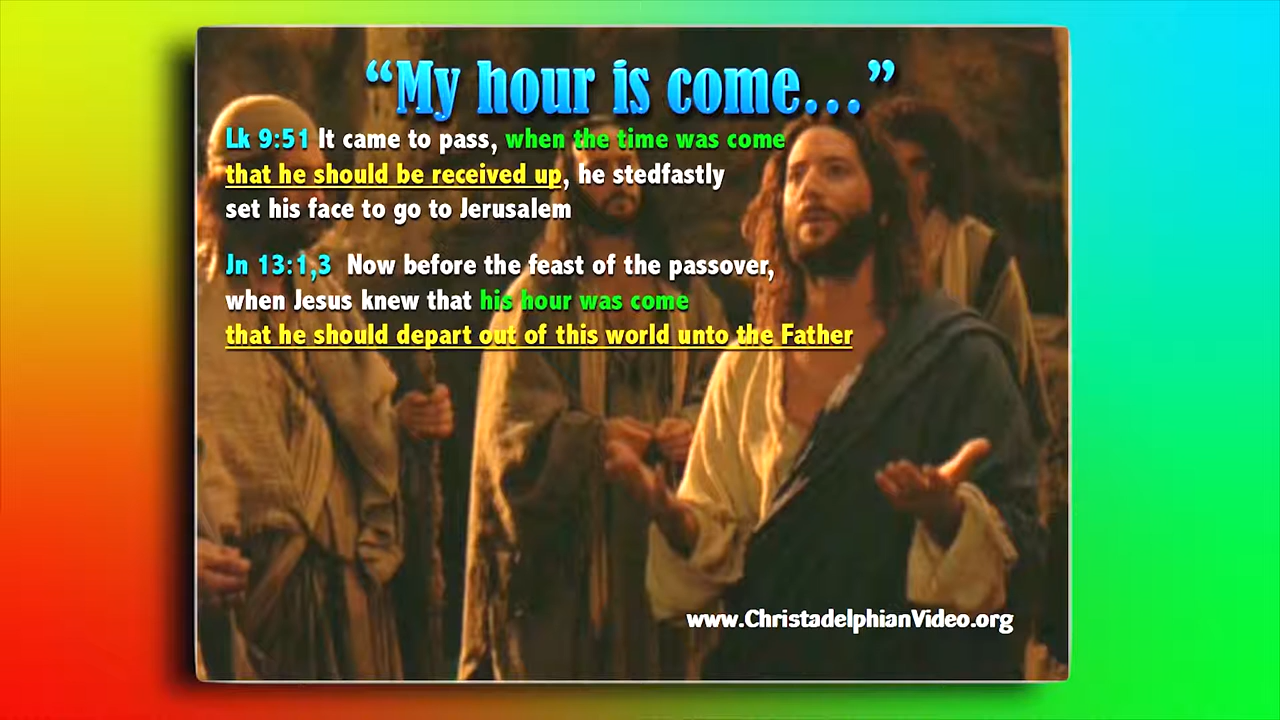 “My hour is come...”
Lk 9:51 It came to pass, when the time was come
that he should be received up, he stedfastly
set his face to go to Jerusalem
Jn 13:1,3 Now before the feast of the passover,
when Jesus knew that his hour was come
that he should depart out of this world unto the Father
www.ChristadelphianVideo.org